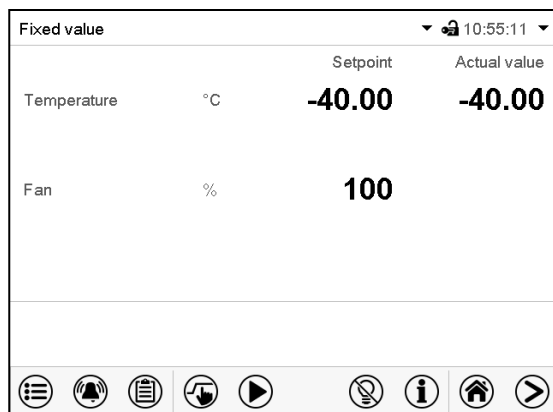 Fixed value 10:55:11
Setpoint Actual value
Temperature °C -40.00 -40.00
Fan % 100